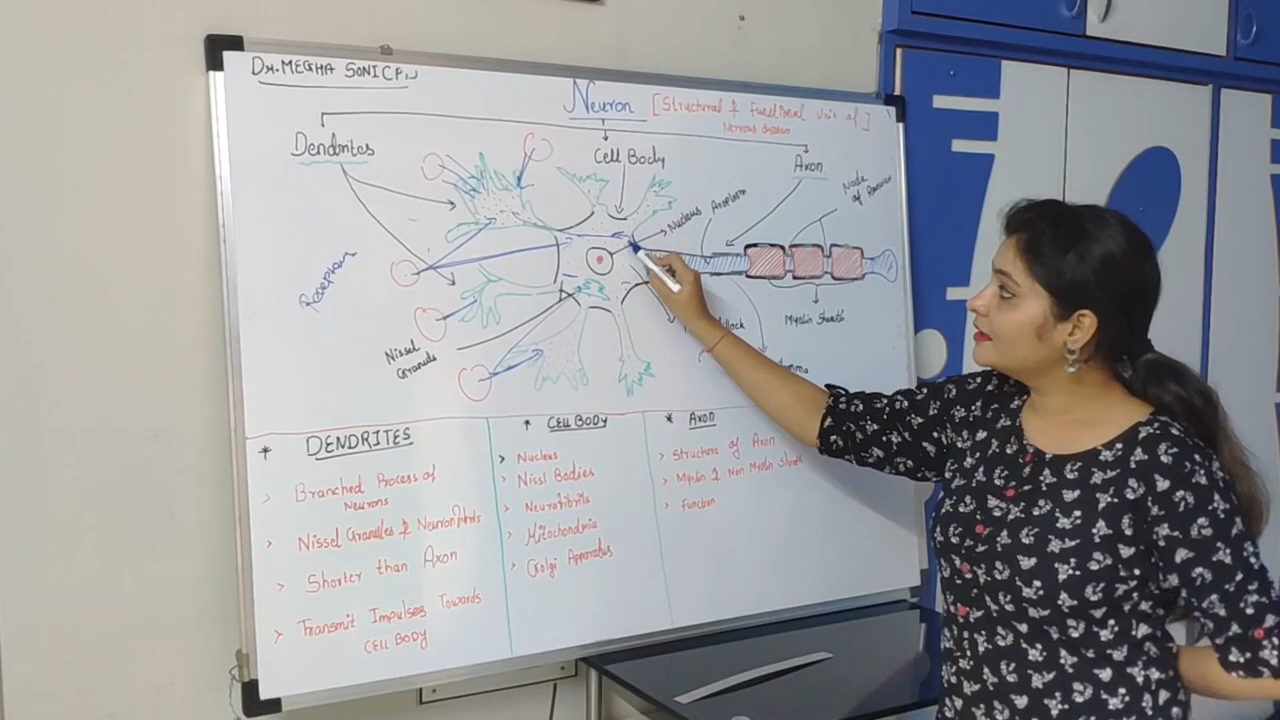 DR. MEGHA SONI CPJ
Neuron [Structural & Functional Unit of]
Nervous System
Dendrites
Cell Body
Axon
Node
of Ranvier
Nucleus
Axoplasm
Receptors
Nissel
Granuels
Myelin Sheath
* DENDRITES
> Branched Process of
Neurons
> Nissel Granules & Neurofibrils
> Shorter than Axon
> Transmit Impulses Towards
CELL BODY
* CELL BODY
> Nucleus
> Nissl Bodies
> Neurofibrils
> Mitochondria
> Golgi Apparatus
* AXON
> Structure of Axon
> Myelin & Non Myelin Sheath
> Function